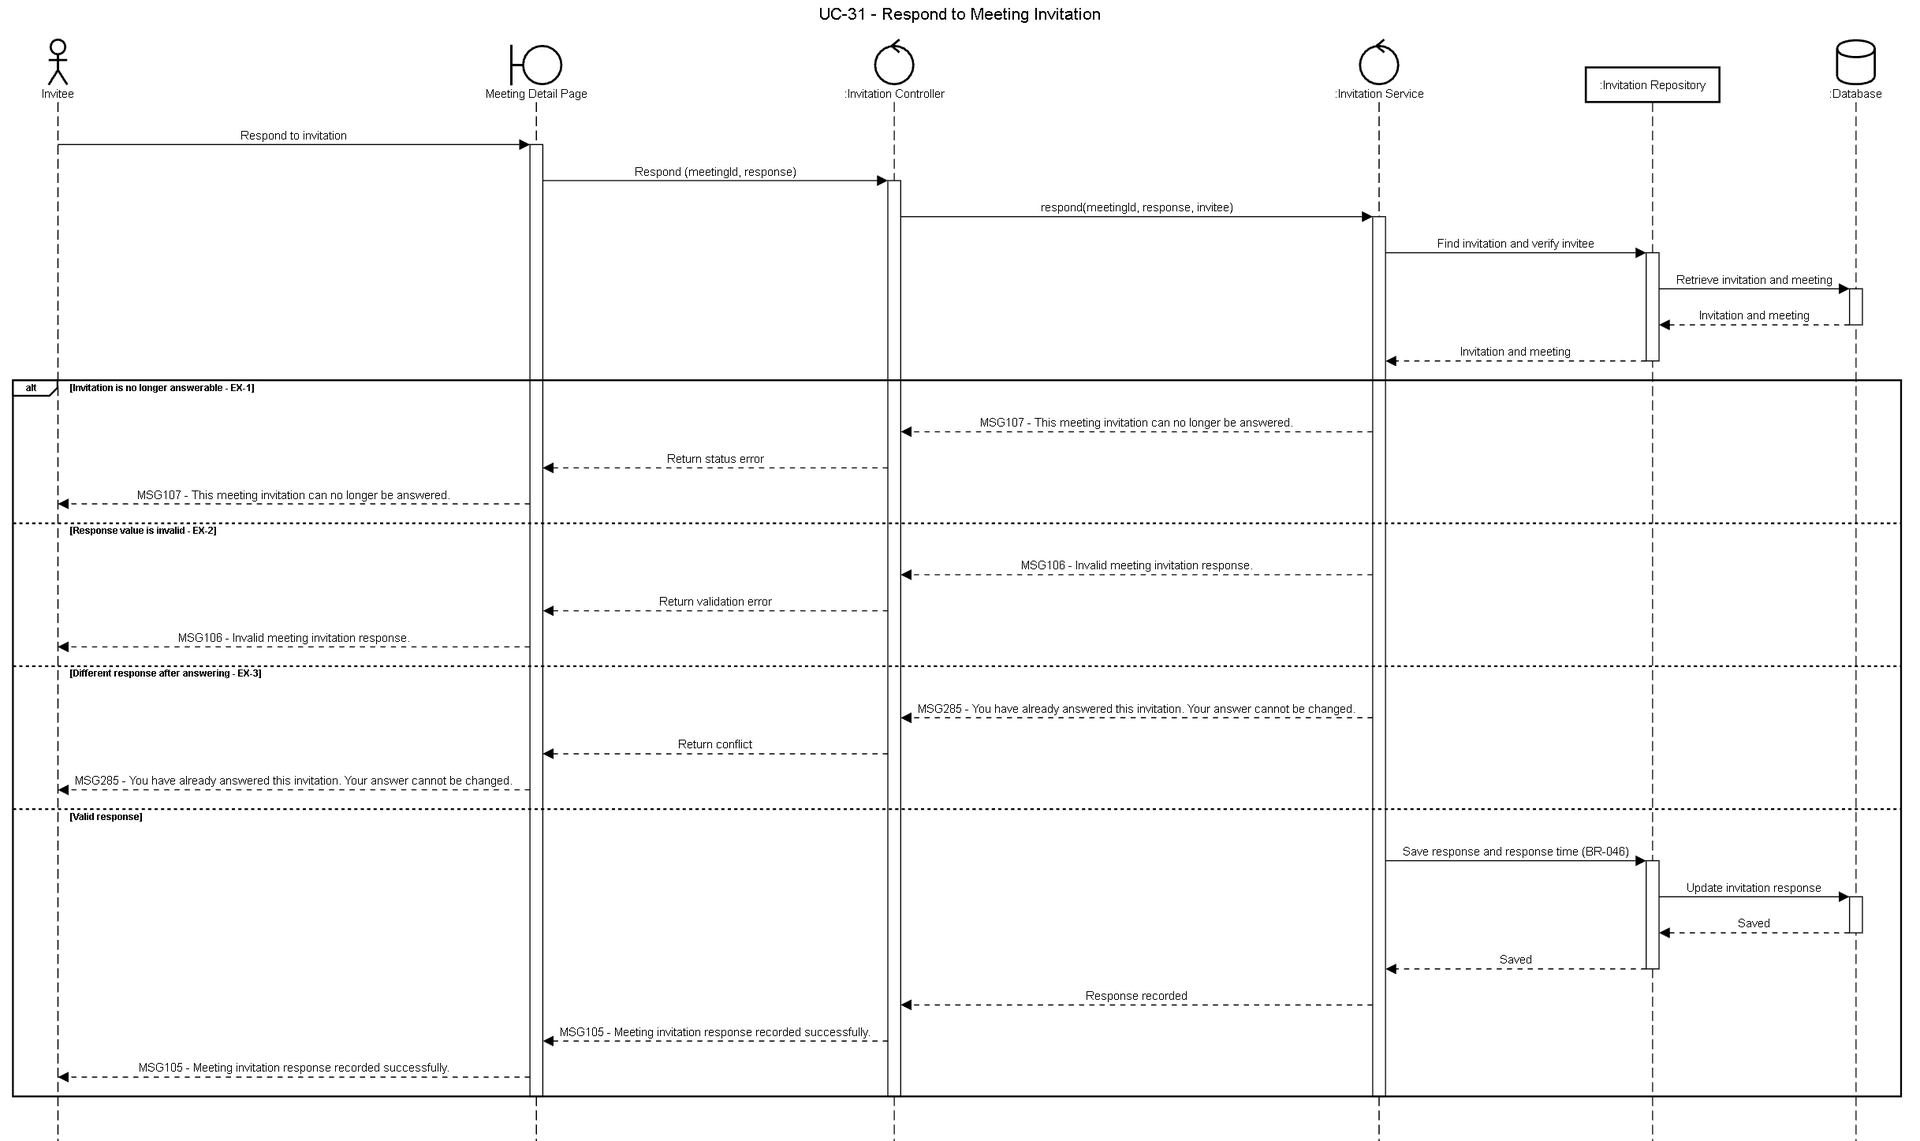 UC-31 - Respond to Meeting Invitation
Invitee
Meeting Detail Page
:Invitation Controller
:Invitation Service
:Invitation Repository
:Database
Respond to invitation
Respond (meetingId, response)
respond(meetingId, response, invitee)
Find invitation and verify invitee
Retrieve invitation and meeting
Invitation and meeting
Invitation and meeting
alt
[Invitation is no longer answerable - EX-1]
MSG107 - This meeting invitation can no longer be answered.
Return status error
MSG107 - This meeting invitation can no longer be answered.
[Response value is invalid - EX-2]
MSG106 - Invalid meeting invitation response.
Return validation error
MSG106 - Invalid meeting invitation response.
[Different response after answering - EX-3]
MSG285 - You have already answered this invitation. Your answer cannot be changed.
Return conflict
MSG285 - You have already answered this invitation. Your answer cannot be changed.
[Valid response]
Save response and response time (BR-046)
Update invitation response
Saved
Saved
Response recorded
MSG105 - Meeting invitation response recorded successfully.
MSG105 - Meeting invitation response recorded successfully.